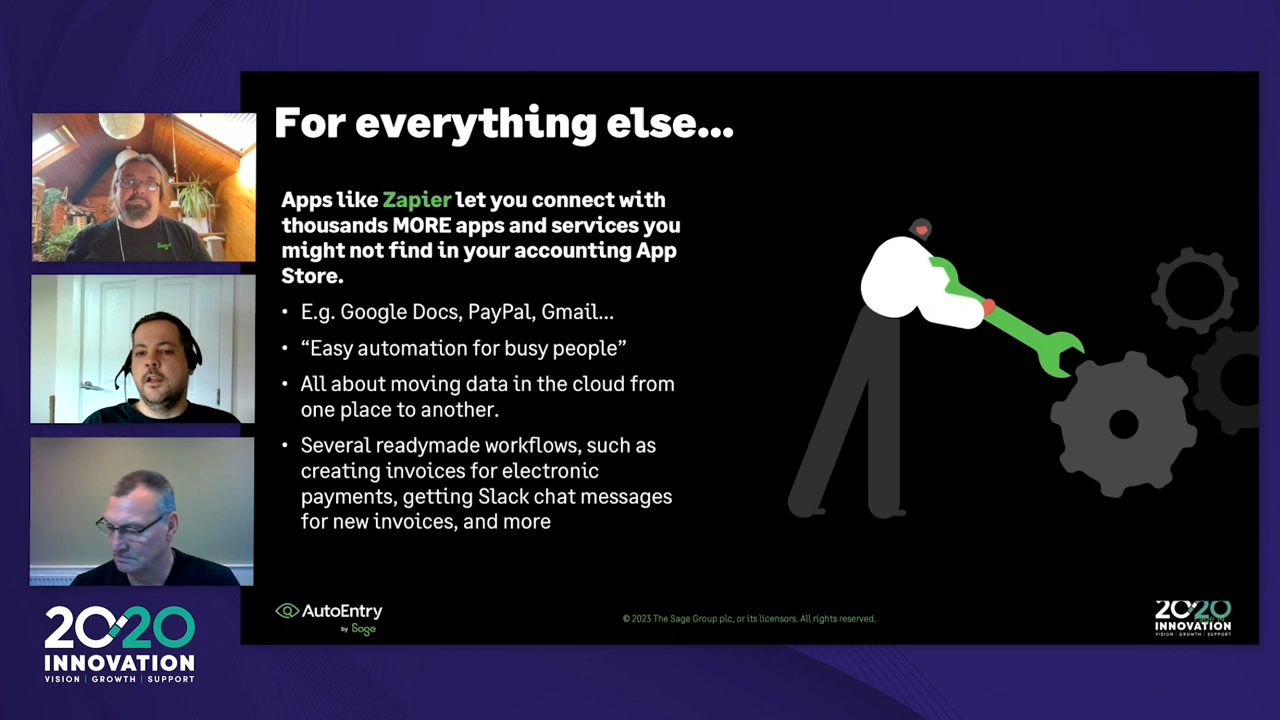 For everything else...
Apps like Zapier let you connect with
thousands MORE apps and services you
might not find in your accounting App
Store.
• E.g. Google Docs, PayPal, Gmail...
• “Easy automation for busy people”
• All about moving data in the cloud from
one place to another.
• Several readymade workflows, such as
creating invoices for electronic
payments, getting Slack chat messages
for new invoices, and more
Sage
AutoEntry
by Sage
© 2023 The Sage Group plc, or its licensors. All rights reserved.
2020
INNOVATION
VISION | GROWTH | SUPPORT
2020
INNOVATION
VISION | GROWTH | SUPPORT